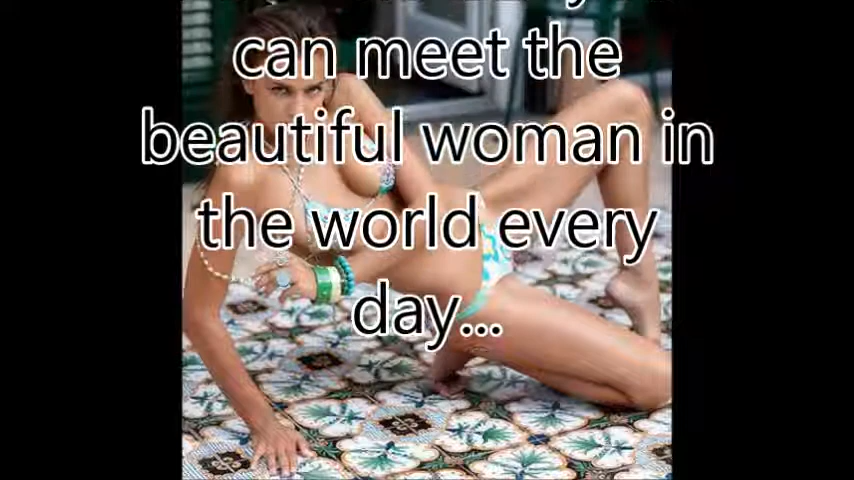 can meet the
beautiful woman in
the world every
day...